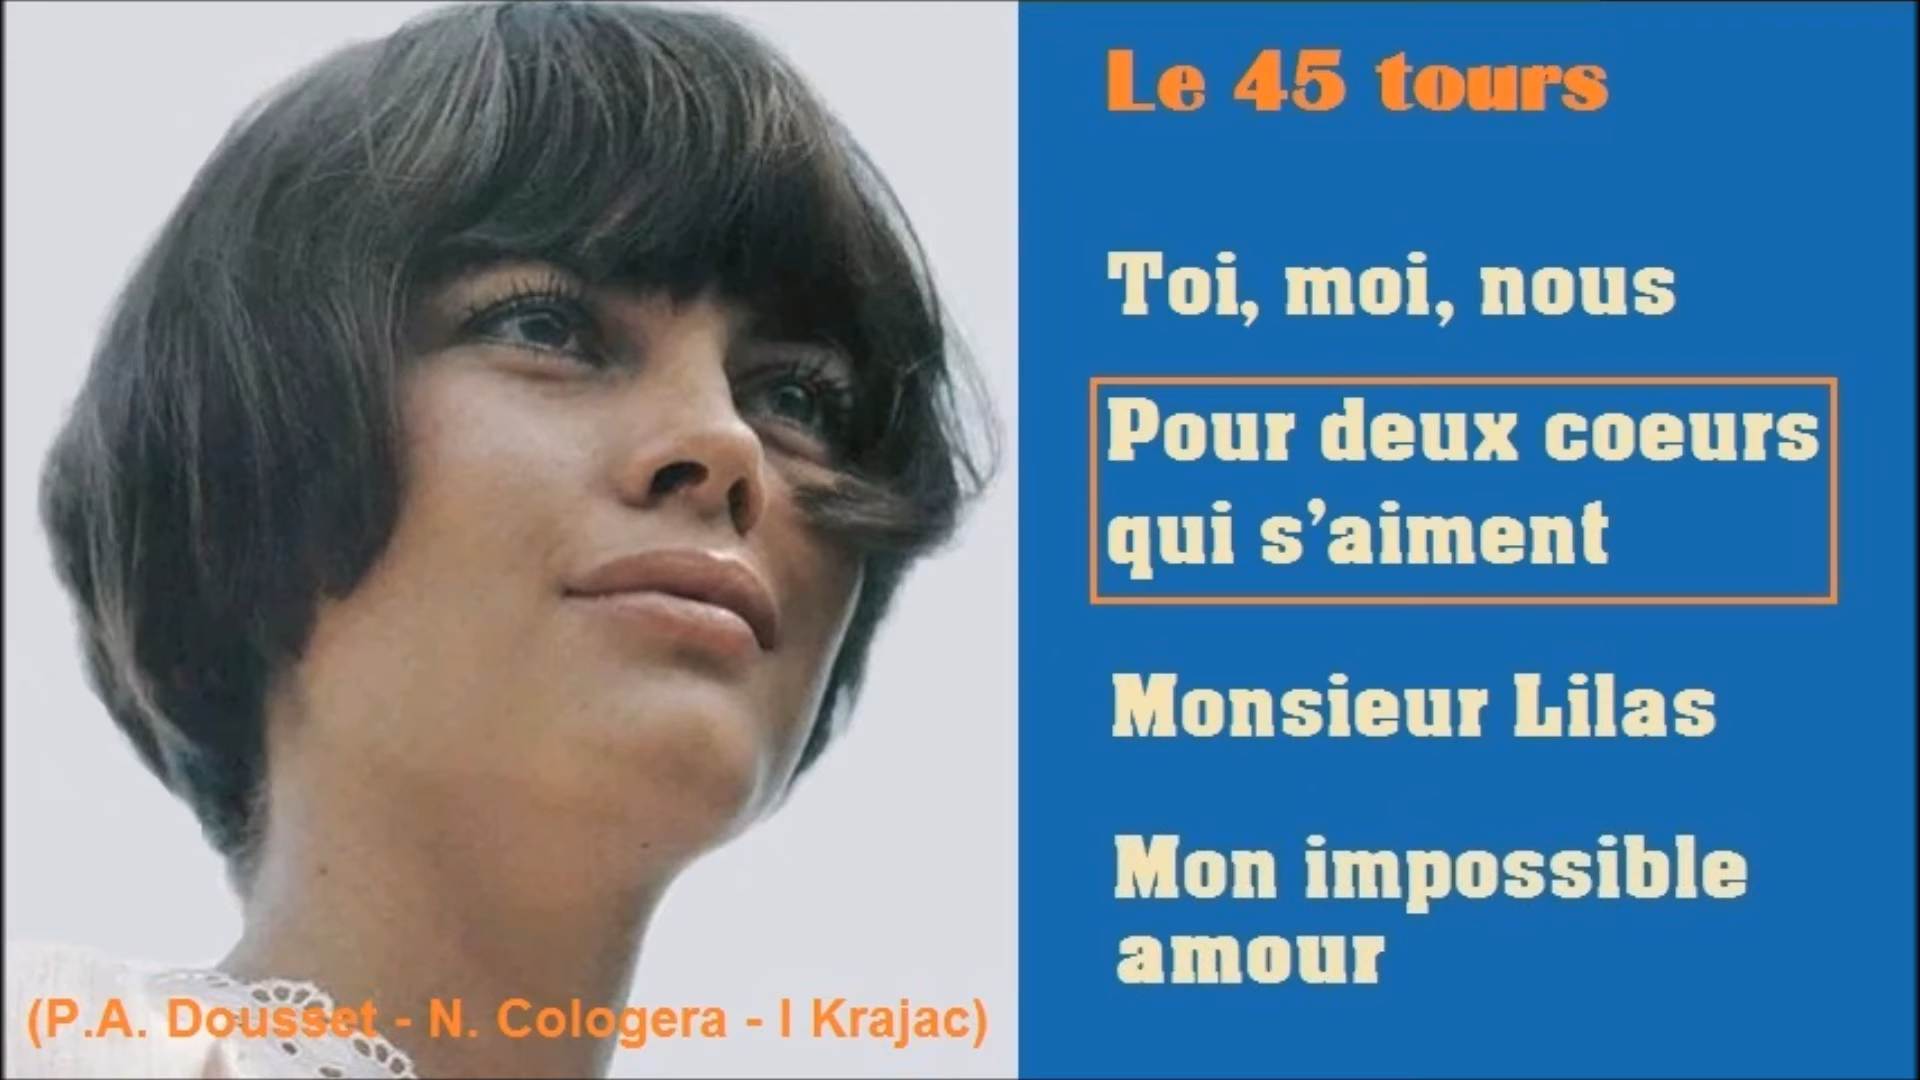 Le 45 tours
Toi, moi, nous
Pour deux coeurs
qui s’aiment
Monsieur Lilas
Mon impossible
amour
(P.A. Dousset - N. Cologera - I Krajac)